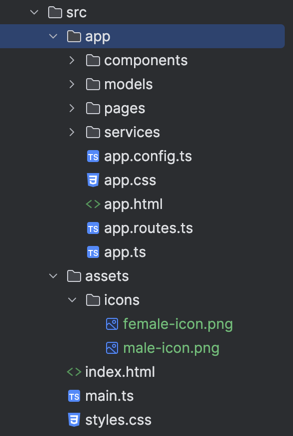 src
app
components
models
pages
services
TS app.config.ts
app.css
<> app.html
TS app.routes.ts
TS app.ts
assets
icons
female-icon.png
male-icon.png
<> index.html
TS main.ts
styles.css